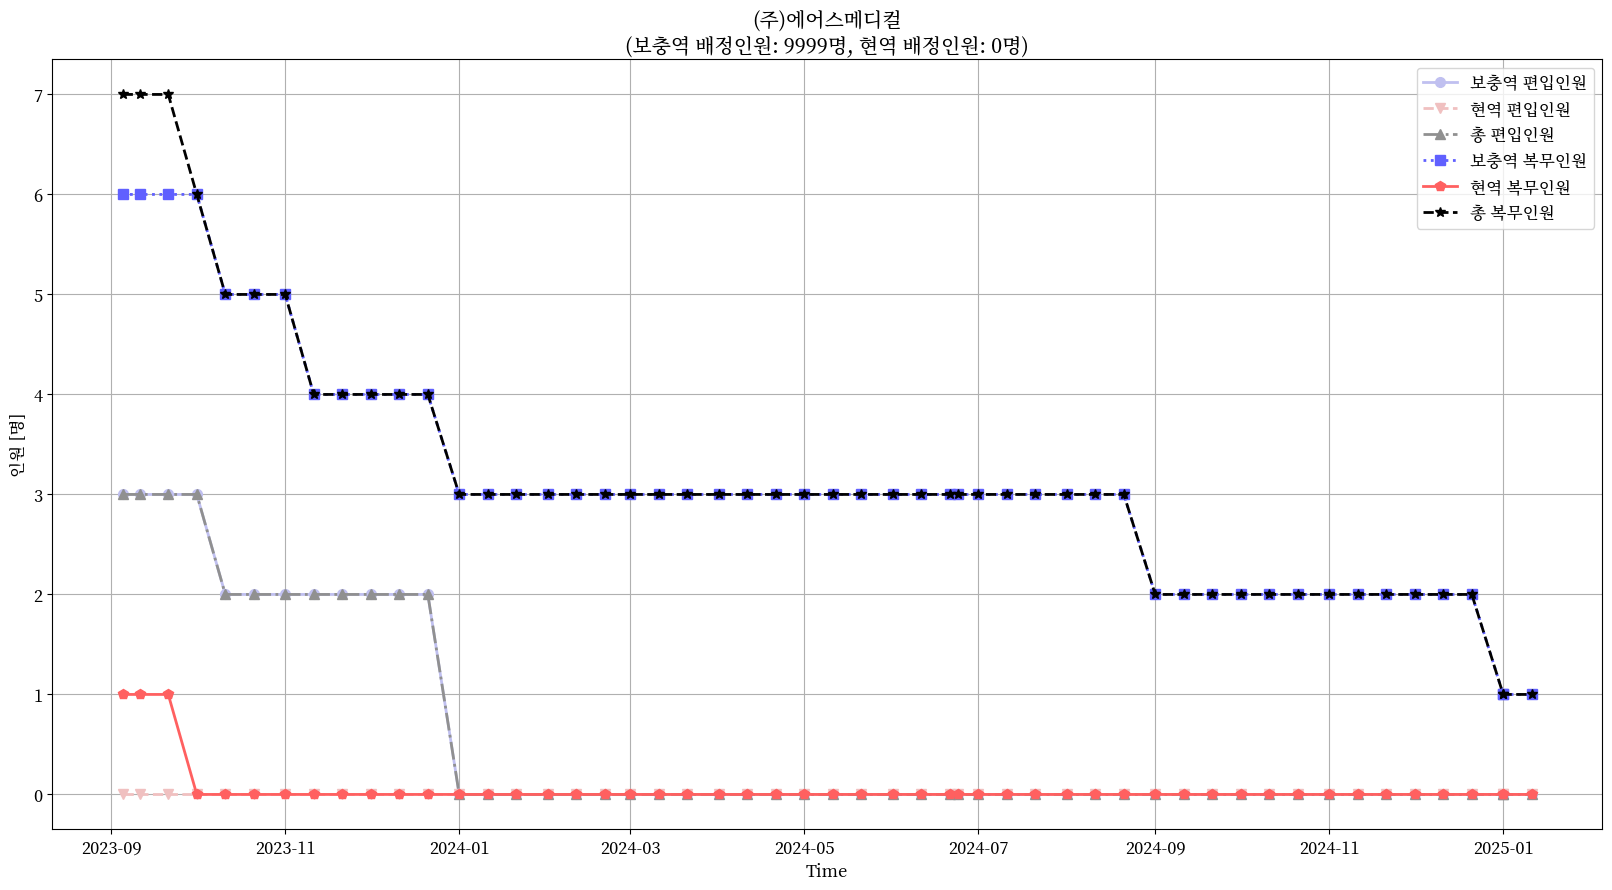 (주)에어스메디컬
(보충역 배정인원: 9999명, 현역 배정인원: 0명)
보충역 편입인원
현역 편입인원
총 편입인원
보충역 복무인원
현역 복무인원
총 복무인원
인원 [명]
7
6
5
4
3
2
1
0
2023-09
2023-11
2024-01
2024-03
2024-05
2024-07
2024-09
2024-11
2025-01
Time